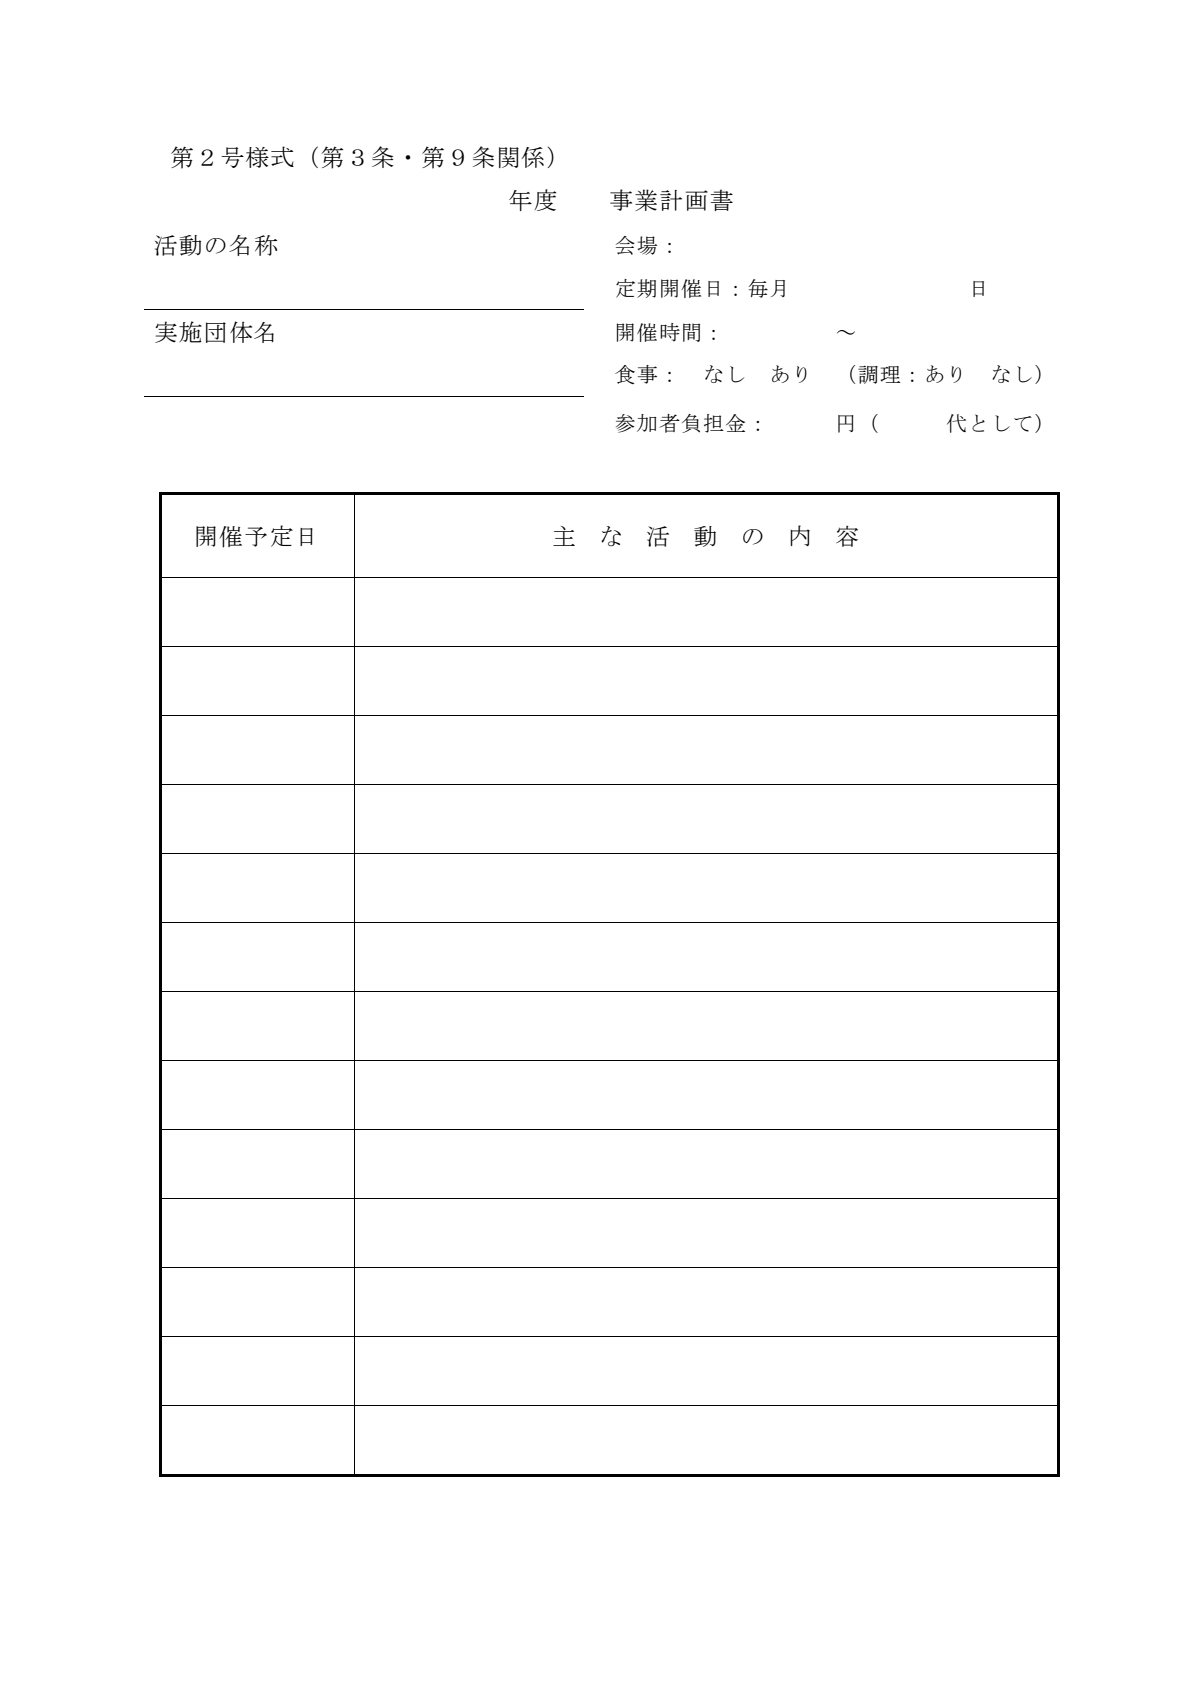 第２号様式（第３条・第９条関係）
年度　　事業計画書
活動の名称
実施団体名
会場：
定期開催日：毎月　　　　　　　　日
開催時間：　　　　　～
食事：　なし　あり　（調理：あり　なし）
参加者負担金：　　　円（　　　代として）
開催予定日
主　な　活　動　の　内　容